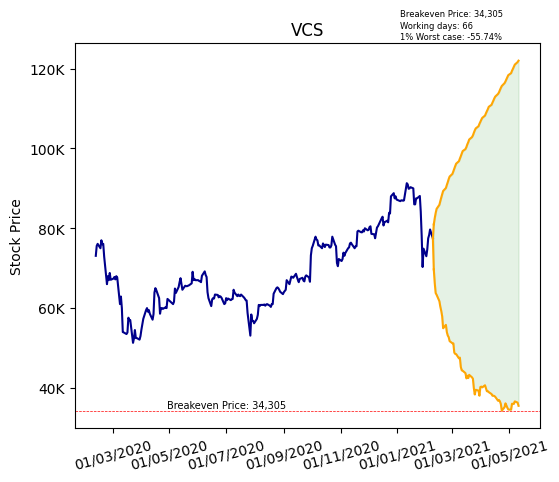 Breakeven Price: 34,305
Working days: 66
1% Worst case: -55.74%
VCS
Stock Price
120K
100K
80K
60K
40K
Breakeven Price: 34,305
01/03/2020
01/05/2020
01/07/2020
01/09/2020
01/11/2020
01/01/2021
01/03/2021
01/05/2021